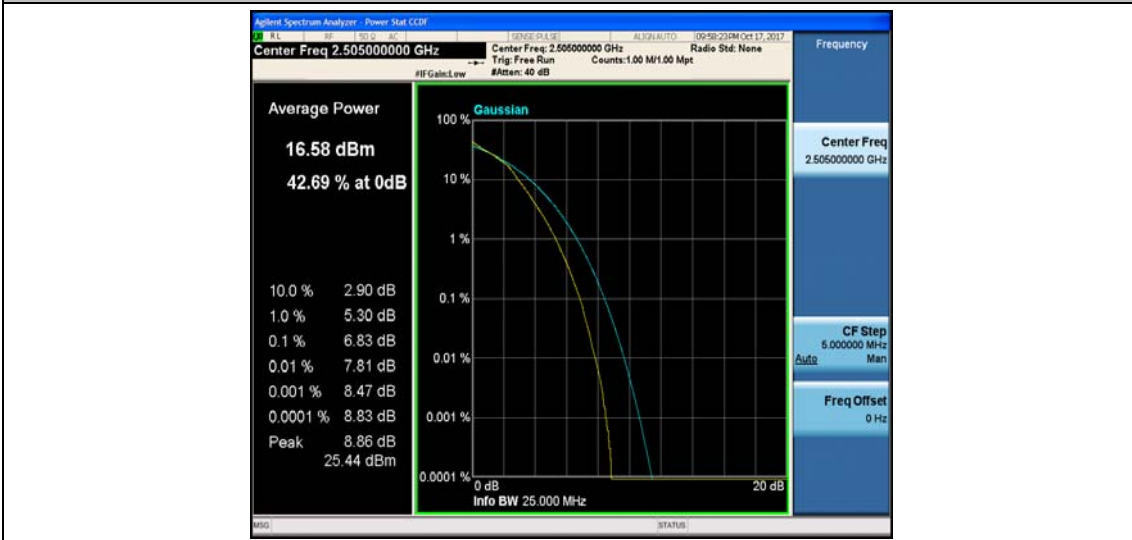 Agilent Spectrum Analyzer - Power Stat CCDF
RL RF 50 Ω AC SENSE:PULSE ALIGN AUTO 09:58:23 PM Oct 17, 2017
Center Freq 2.505000000 GHz
Center Freq: 2.505000000 GHz Radio Std: None
Trig: Free Run Counts:1.00 M/1.00 Mpt
#IFGain:Low #Atten: 40 dB
Frequency
Average Power
16.58 dBm
42.69 % at 0dB
10.0 % 2.90 dB
1.0 % 5.30 dB
0.1 % 6.83 dB
0.01 % 7.81 dB
0.001 % 8.47 dB
0.0001 % 8.83 dB
Peak 8.86 dB
25.44 dBm
Gaussian
100 %
10 %
1 %
0.1 %
0.01 %
0.001 %
0.0001 %
0 dB 20 dB
Info BW 25.000 MHz
Center Freq
2.505000000 GHz
CF Step
5.000000 MHz
Auto Man
Freq Offset
0 Hz
MSG STATUS